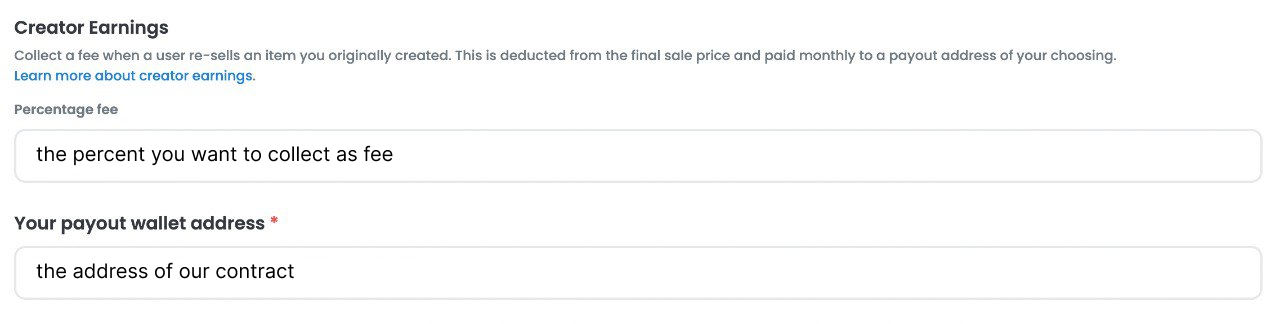 Creator Earnings
Collect a fee when a user re-sells an item you originally created. This is deducted from the final sale price and paid monthly to a payout address of your choosing.
Learn more about creator earnings.
Percentage fee
the percent you want to collect as fee
Your payout wallet address *
the address of our contract